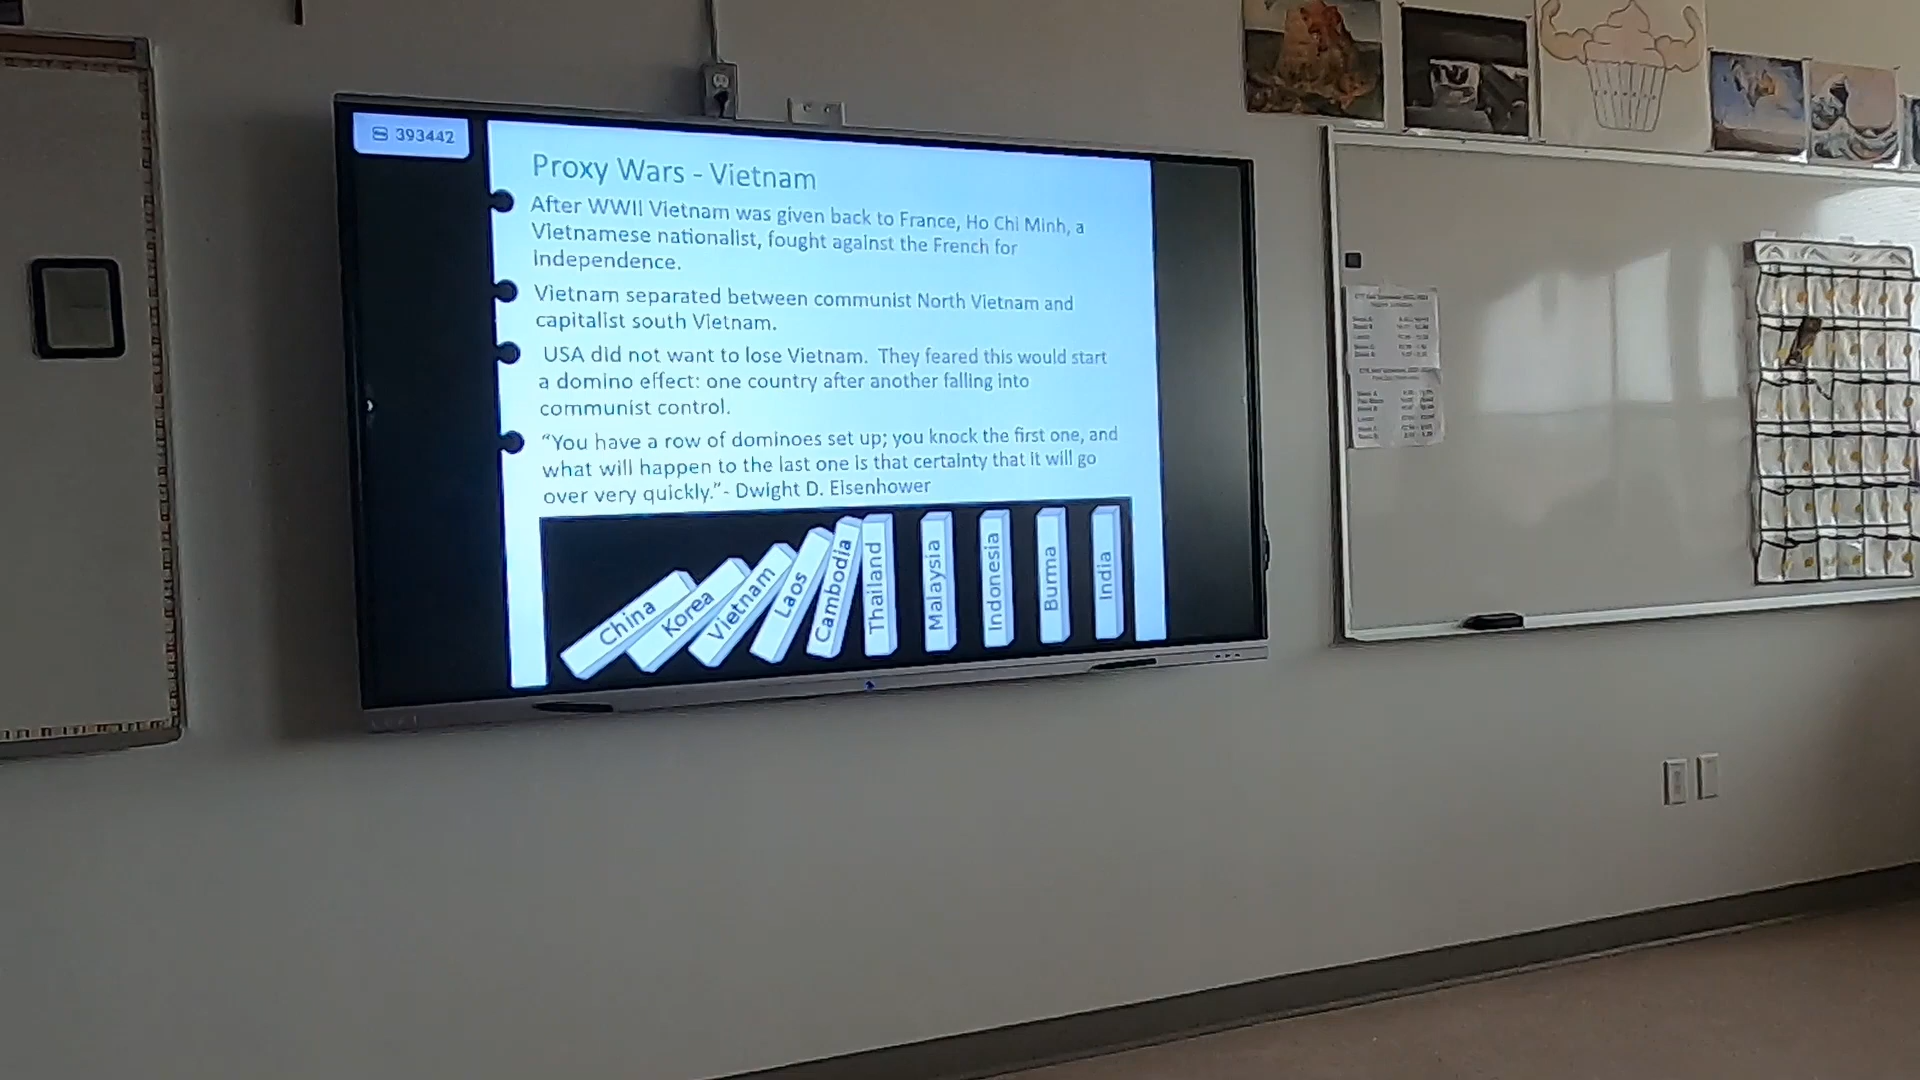 393442
Proxy Wars - Vietnam
After WWII Vietnam was given back to France, Ho Chi Minh, a
Vietnamese nationalist, fought against the French for
independence.
Vietnam separated between communist North Vietnam and
capitalist south Vietnam.
USA did not want to lose Vietnam. They feared this would start
a domino effect: one country after another falling into
communist control.
“You have a row of dominoes set up; you knock the first one, and
what will happen to the last one is that certainty that it will go
over very quickly.”- Dwight D. Eisenhower
China
Korea
Vietnam
Laos
Cambodia
Thailand
Malaysia
Indonesia
Burma
India